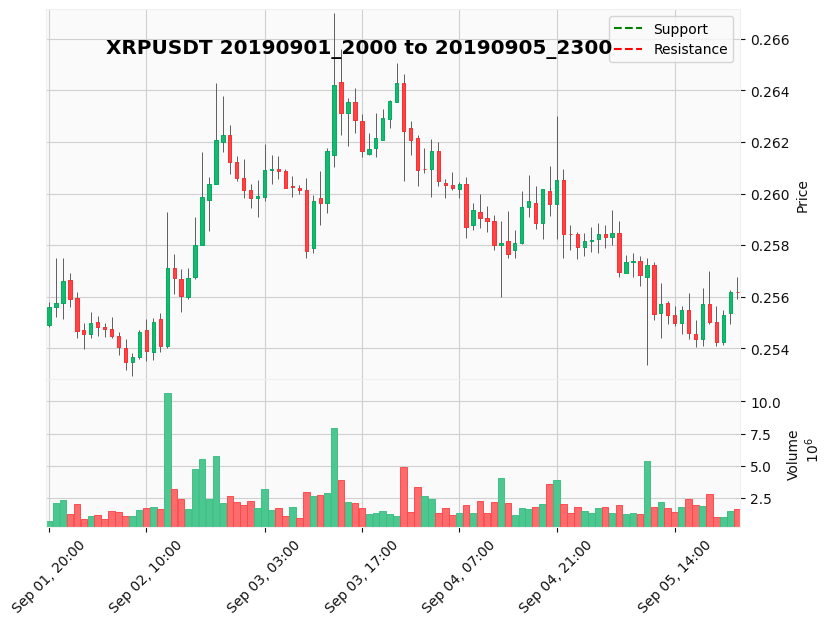 XRPUSDT 20190901_2000 to 20190905_2300
Support
Resistance
0.266
0.264
0.262
0.260
0.258
0.256
0.254
Price
10.0
7.5
5.0
2.5
Volume
10^6
Sep 01, 20:00
Sep 02, 10:00
Sep 03, 03:00
Sep 03, 17:00
Sep 04, 07:00
Sep 04, 21:00
Sep 05, 14:00